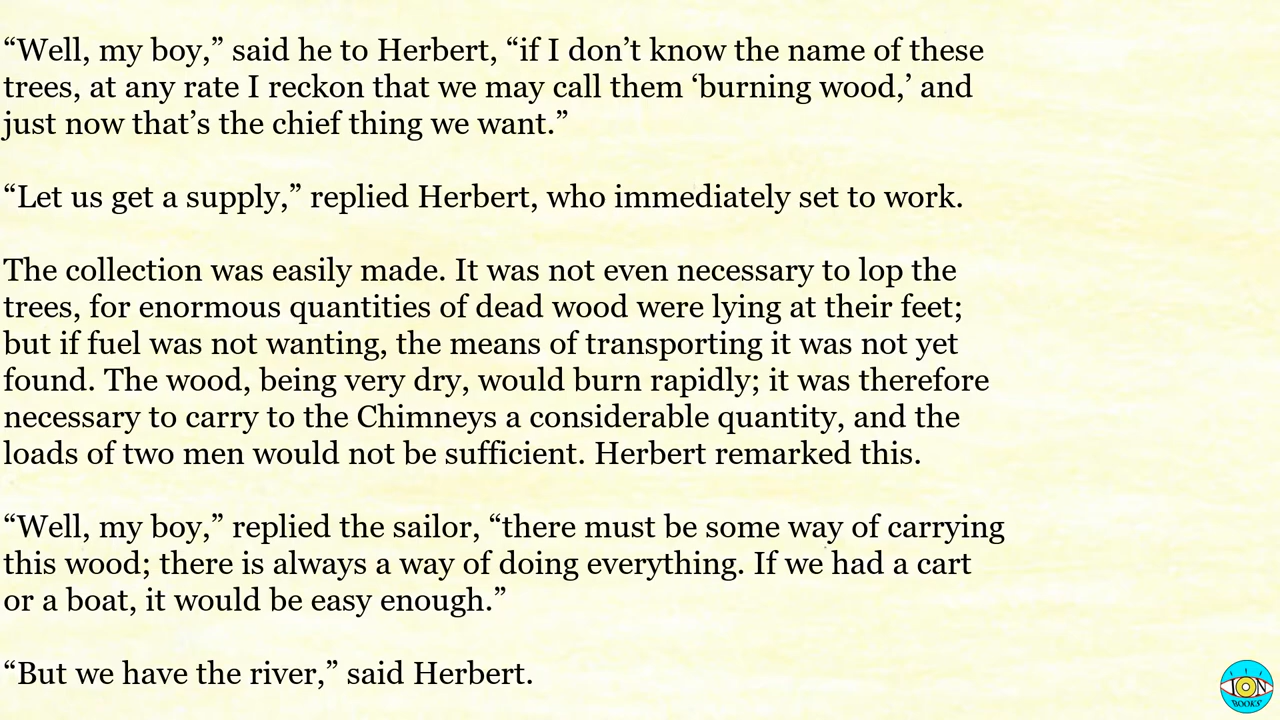 “Well, my boy,” said he to Herbert, “if I don’t know the name of these
trees, at any rate I reckon that we may call them ‘burning wood,’ and
just now that’s the chief thing we want.”
“Let us get a supply,” replied Herbert, who immediately set to work.
The collection was easily made. It was not even necessary to lop the
trees, for enormous quantities of dead wood were lying at their feet;
but if fuel was not wanting, the means of transporting it was not yet
found. The wood, being very dry, would burn rapidly; it was therefore
necessary to carry to the Chimneys a considerable quantity, and the
loads of two men would not be sufficient. Herbert remarked this.
“Well, my boy,” replied the sailor, “there must be some way of carrying
this wood; there is always a way of doing everything. If we had a cart
or a boat, it would be easy enough.”
“But we have the river,” said Herbert.
ION
BOOKS